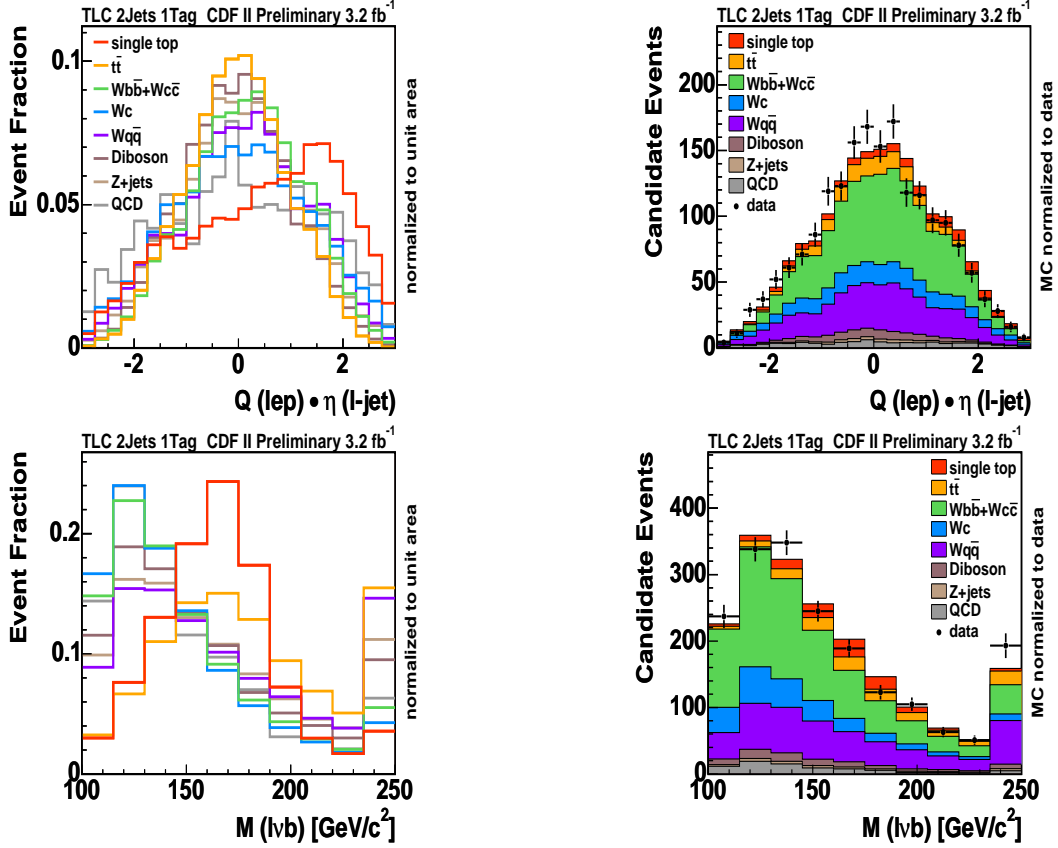 TLC 2Jets 1Tag CDF II Preliminary 3.2 fb⁻¹
Event Fraction
normalized to unit area
0.1
0.05
0
single top
tt̄
Wbb̄+Wcc̄
Wc
Wqq̄
Diboson
Z+jets
QCD
-2 0 2
Q (lep) • η (l-jet)
TLC 2Jets 1Tag CDF II Preliminary 3.2 fb⁻¹
Candidate Events
MC normalized to data
200
150
100
50
0
single top
tt̄
Wbb̄+Wcc̄
Wc
Wqq̄
Diboson
Z+jets
QCD
data
-2 0 2
Q (lep) • η (l-jet)
TLC 2Jets 1Tag CDF II Preliminary 3.2 fb⁻¹
Event Fraction
normalized to unit area
0.2
0.1
0
100 150 200 250
M (lνb) [GeV/c²]
TLC 2Jets 1Tag CDF II Preliminary 3.2 fb⁻¹
Candidate Events
MC normalized to data
400
300
200
100
0
single top
tt̄
Wbb̄+Wcc̄
Wc
Wqq̄
Diboson
Z+jets
QCD
data
100 150 200 250
M (lνb) [GeV/c²]